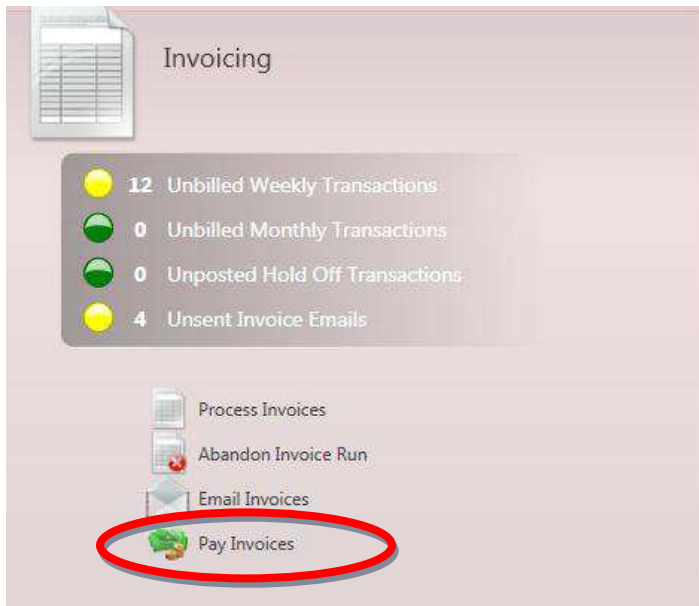 Invoicing
12 Unbilled Weekly Transactions
0 Unbilled Monthly Transactions
0 Unposted Hold Off Transactions
4 Unsent Invoice Emails
Process Invoices
Abandon Invoice Run
Email Invoices
Pay Invoices